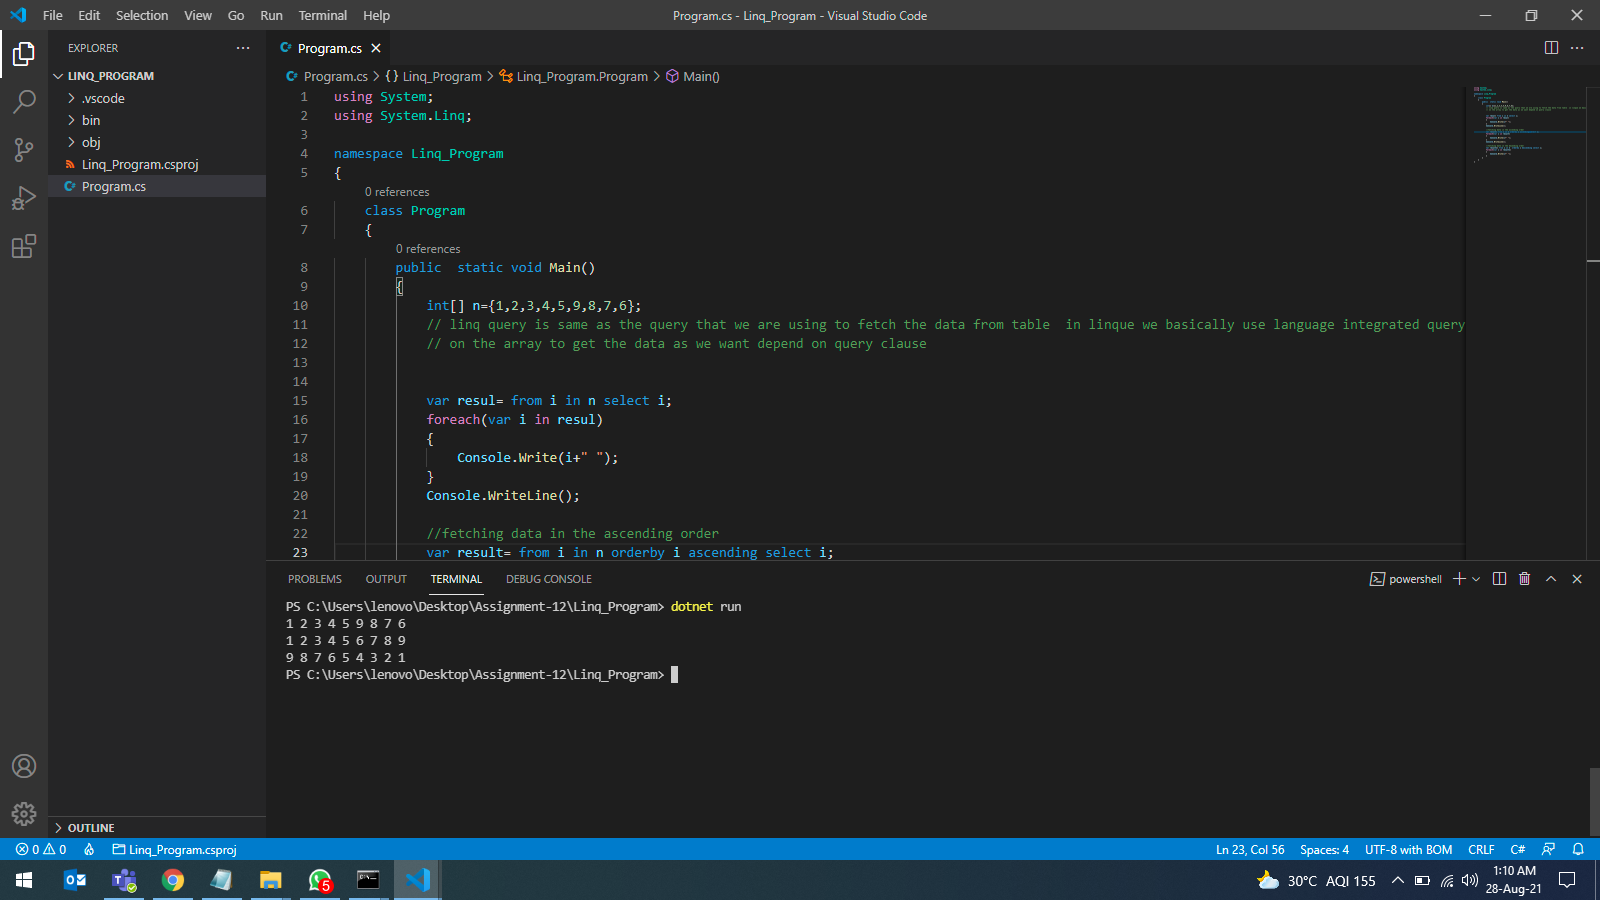 File Edit Selection View Go Run Terminal Help
Program.cs - Linq_Program - Visual Studio Code
EXPLORER
LINQ_PROGRAM
.vscode
bin
obj
Linq_Program.csproj
Program.cs
OUTLINE
Program.cs
Program.cs > {} Linq_Program > Linq_Program.Program > Main()
1 using System;
2 using System.Linq;
3
4 namespace Linq_Program
5 {
0 references
6 class Program
7 {
0 references
8 public  static void Main()
9 {
10 int[] n={1,2,3,4,5,9,8,7,6};
11 // linq query is same as the query that we are using to fetch the data from table  in linque we basically use language integrated query
12 // on the array to get the data as we want depend on query clause
13
14
15 var resul= from i in n select i;
16 foreach(var i in resul)
17 {
18 Console.Write(i+" ");
19 }
20 Console.WriteLine();
21
22 //fetching data in the ascending order
23 var result= from i in n orderby i ascending select i;
PROBLEMS OUTPUT TERMINAL DEBUG CONSOLE
powershell
PS C:\Users\lenovo\Desktop\Assignment-12\Linq_Program> dotnet run
1 2 3 4 5 9 8 7 6
1 2 3 4 5 6 7 8 9
9 8 7 6 5 4 3 2 1
PS C:\Users\lenovo\Desktop\Assignment-12\Linq_Program>
0 0 Linq_Program.csproj
Ln 23, Col 56 Spaces: 4 UTF-8 with BOM CRLF C#
5
30°C AQI 155
1:10 AM
28-Aug-21